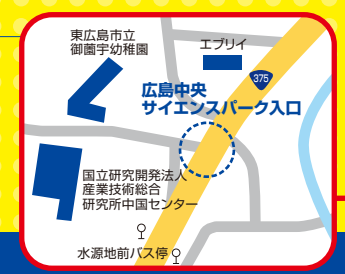 東広島市立
御薗宇幼稚園
エブリイ
375
広島中央
サイエンスパーク入口
国立研究開発法人
産業技術総合
研究所中国センター
水源地前バス停